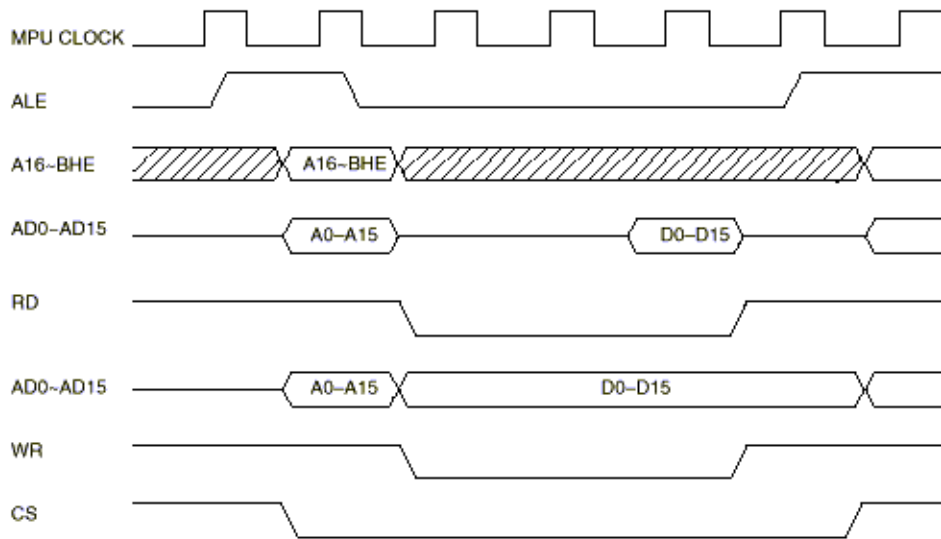 MPU CLOCK
ALE
A16~BHE A16~BHE
AD0~AD15 A0–A15 D0–D15
RD
AD0~AD15 A0–A15 D0–D15
WR
CS